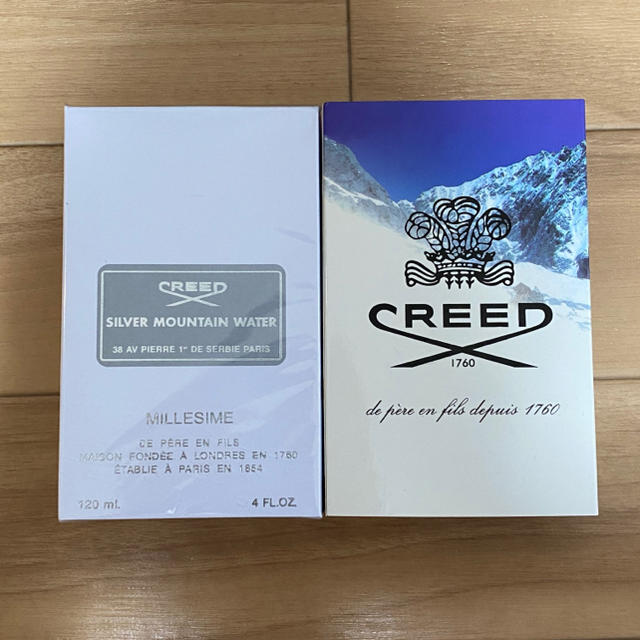 CREED
SILVER MOUNTAIN WATER
38 AV PIERRE 1er DE SERBIE PARIS
MILLESIME
DE PÈRE EN FILS
MAISON FONDÉE À LONDRES EN 1760
ÉTABLIE À PARIS EN 1854
120 ml. 4 FL.OZ.
CREED
1760
de père en fils depuis 1760